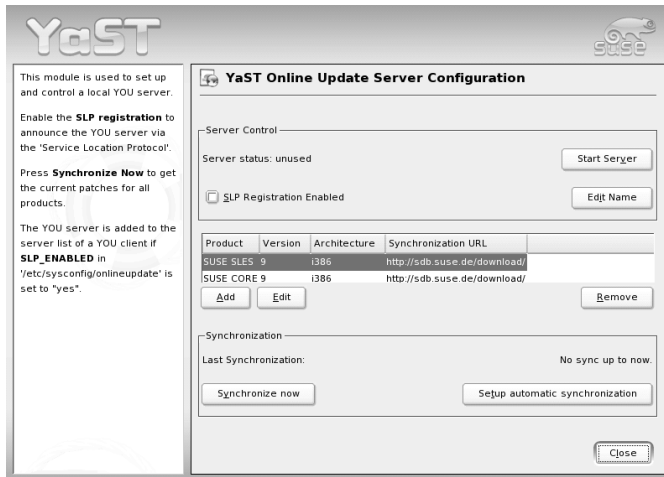 YaST
SUSE
This module is used to set up
and control a local YOU server.
Enable the SLP registration to
announce the YOU server via
the 'Service Location Protocol'.
Press Synchronize Now to get
the current patches for all
products.
The YOU server is added to the
server list of a YOU client if
SLP_ENABLED in
'/etc/sysconfig/onlineupdate' is
set to "yes".
YaST Online Update Server Configuration
Server Control
Server status: unused
Start Server
SLP Registration Enabled
Edit Name
Product Version Architecture Synchronization URL
SUSE SLES 9 i386 http://sdb.suse.de/download/
SUSE CORE 9 i386 http://sdb.suse.de/download/
Add Edit Remove
Synchronization
Last Synchronization: No sync up to now.
Synchronize now Setup automatic synchronization
Close